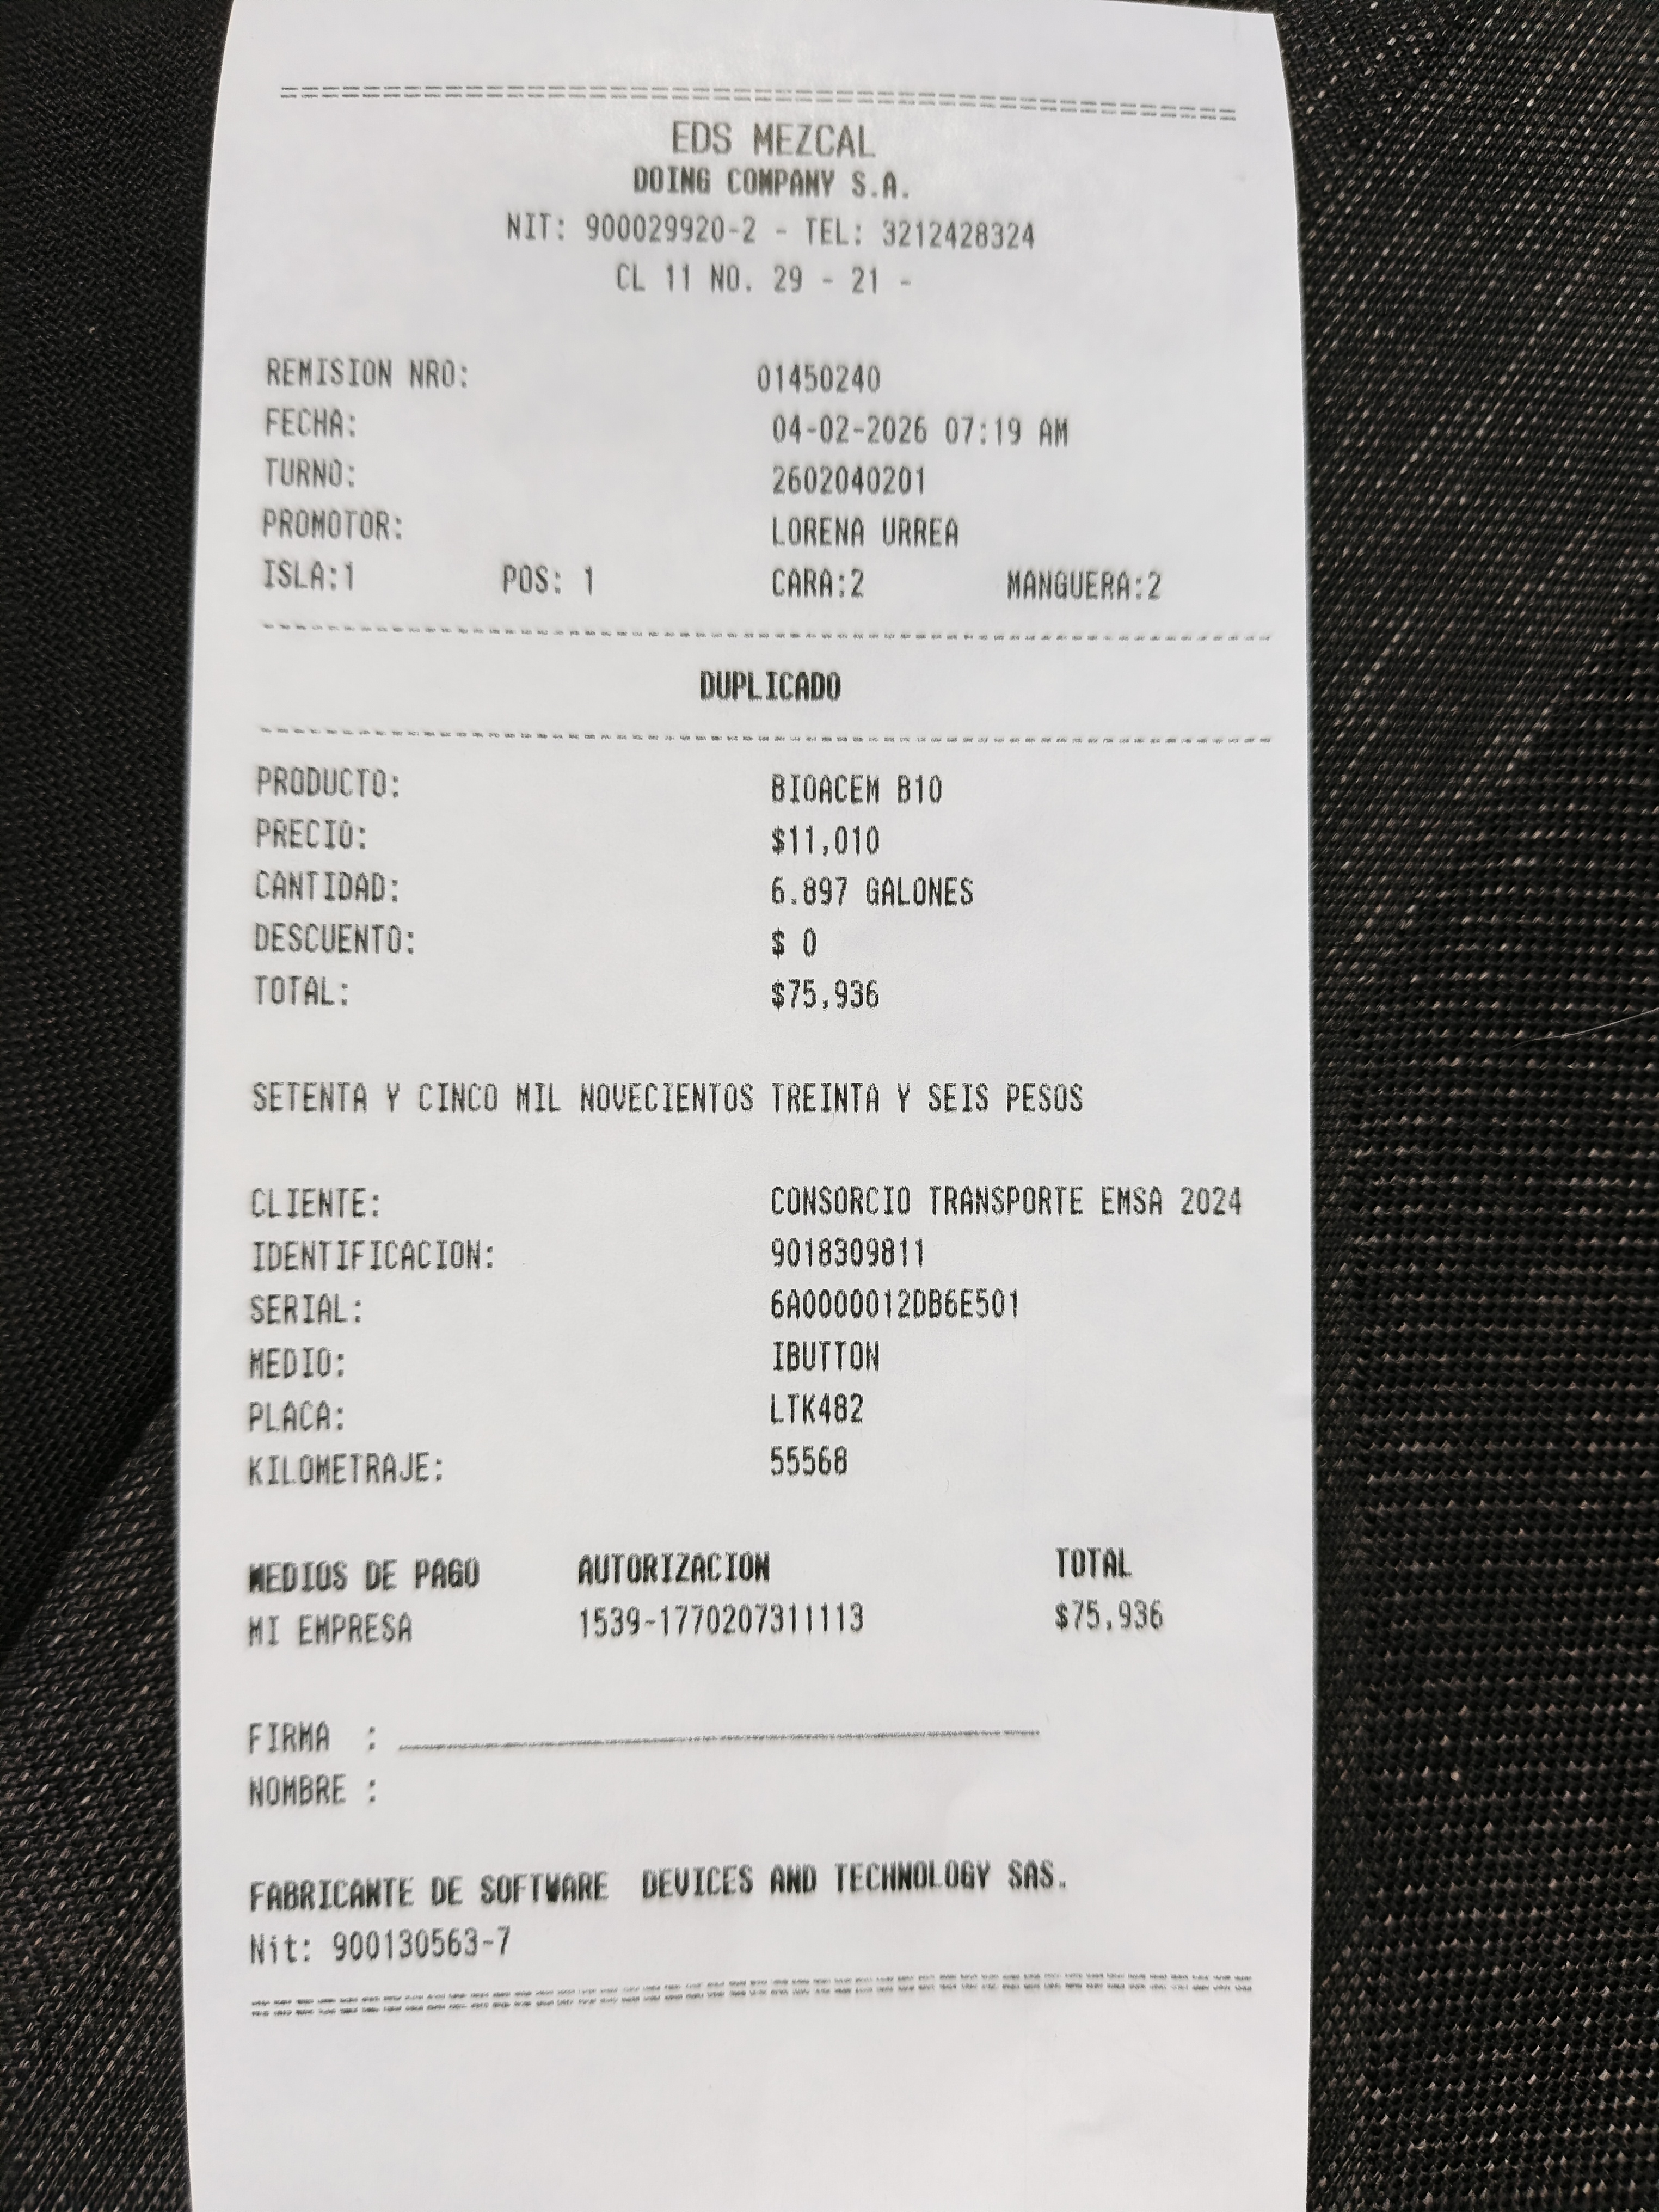 EDS MEZCAL
DOING COMPANY S.A.
NIT: 900029920-2 - TEL: 3212428324
CL 11 NO. 29 - 21 -
REMISION NRO: 01450240
FECHA: 04-02-2026 07:19 AM
TURNO: 2602040201
PROMOTOR: LORENA URREA
ISLA:1 POS: 1 CARA:2 MANGUERA:2
DUPLICADO
PRODUCTO: BIOACEM B10
PRECIO: $11,010
CANTIDAD: 6.897 GALONES
DESCUENTO: $ 0
TOTAL: $75,936
SETENTA Y CINCO MIL NOVECIENTOS TREINTA Y SEIS PESOS
CLIENTE: CONSORCIO TRANSPORTE EMSA 2024
IDENTIFICACION: 9018309811
SERIAL: 6A0000012DB6E501
MEDIO: IBUTTON
PLACA: LTK482
KILOMETRAJE: 55568
MEDIOS DE PAGO AUTORIZACION TOTAL
MI EMPRESA 1539-1770207311113 $75,936
FIRMA :
NOMBRE :
FABRICANTE DE SOFTWARE DEVICES AND TECHNOLOGY SAS.
Nit: 900130563-7